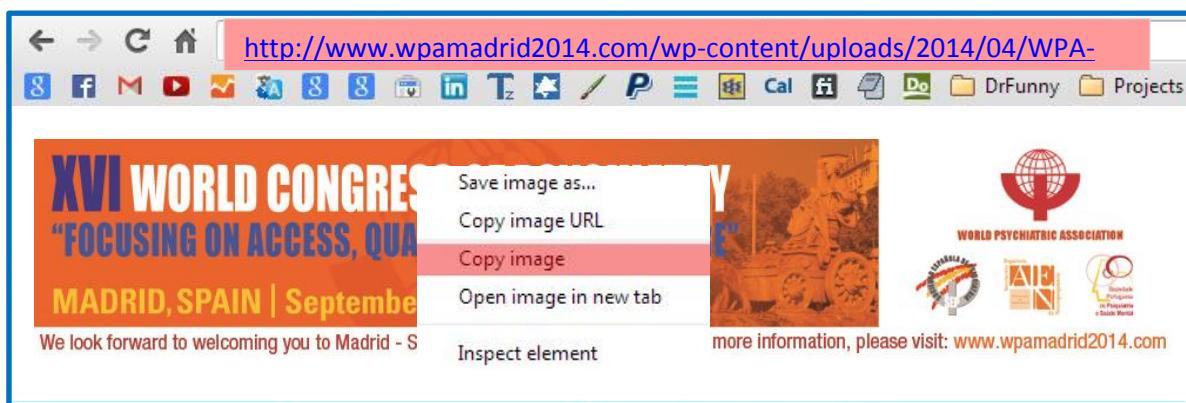 http://www.wpamadrid2014.com/wp-content/uploads/2014/04/WPA-
Cal DrFunny Projects
XVI WORLD CONGRES Y
"FOCUSING ON ACCESS, QUA E"
MADRID, SPAIN | Septembe
We look forward to welcoming you to Madrid - S more information, please visit: www.wpamadrid2014.com
Save image as...
Copy image URL
Copy image
Open image in new tab
Inspect element
WORLD PSYCHIATRIC ASSOCIATION